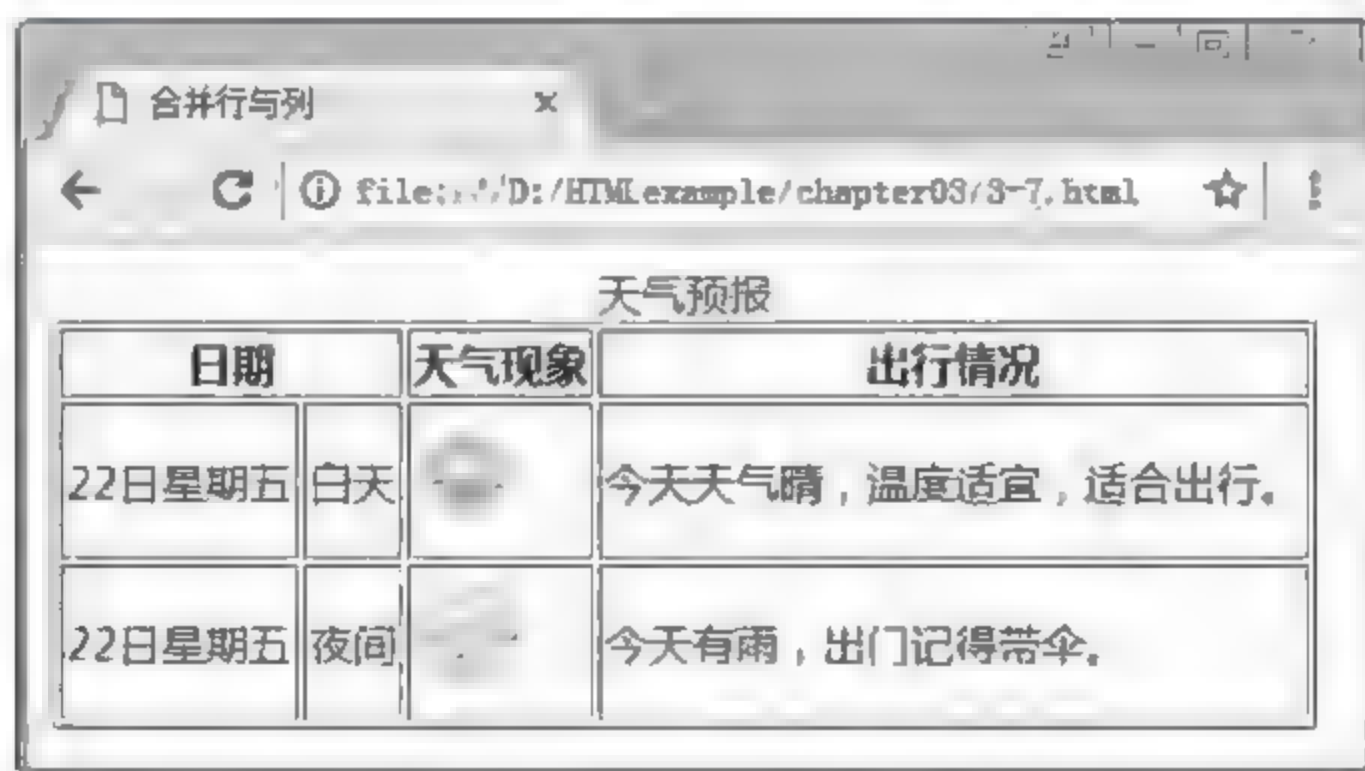 合并行与列 ×
file:///D:/HTMLexample/chapter03/3-7.html
天气预报
日期 天气现象 出行情况
22日星期五 白天 今天天气晴，温度适宜，适合出行。
22日星期五 夜间 今天有雨，出门记得带伞。